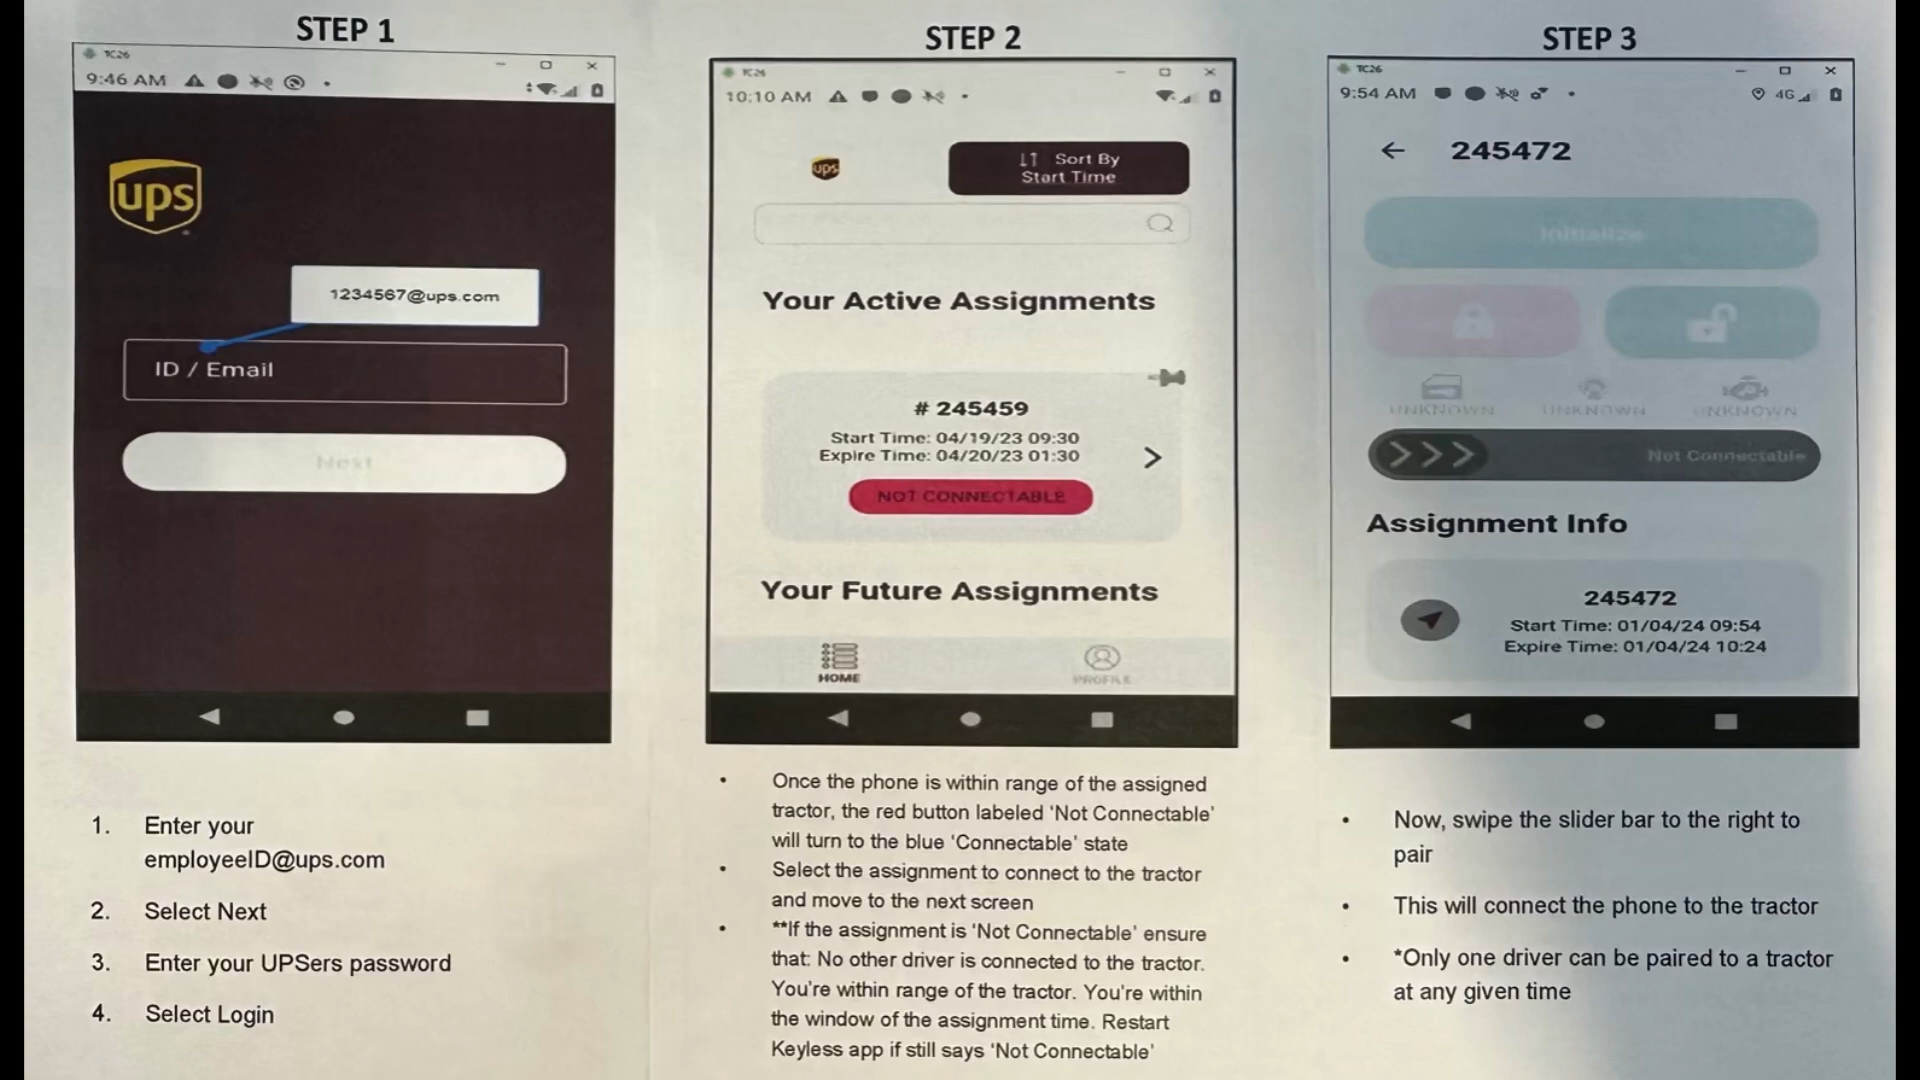 STEP 1
TC26
9:46 AM
ups
1234567@ups.com
ID / Email
Next
1. Enter your
employeeID@ups.com
2. Select Next
3. Enter your UPSers password
4. Select Login
STEP 2
TC26
10:10 AM
ups
Sort By
Start Time
Your Active Assignments
# 245459
Start Time: 04/19/23 09:30
Expire Time: 04/20/23 01:30
NOT CONNECTABLE
Your Future Assignments
HOME
PROFILE
• Once the phone is within range of the assigned
tractor, the red button labeled 'Not Connectable'
will turn to the blue 'Connectable' state
• Select the assignment to connect to the tractor
and move to the next screen
• **If the assignment is 'Not Connectable' ensure
that: No other driver is connected to the tractor.
You're within range of the tractor. You're within
the window of the assignment time. Restart
Keyless app if still says 'Not Connectable'
STEP 3
TC26
9:54 AM
4G
245472
Initialize
UNKNOWN UNKNOWN UNKNOWN
Not Connectable
Assignment Info
245472
Start Time: 01/04/24 09:54
Expire Time: 01/04/24 10:24
• Now, swipe the slider bar to the right to
pair
• This will connect the phone to the tractor
• *Only one driver can be paired to a tractor
at any given time